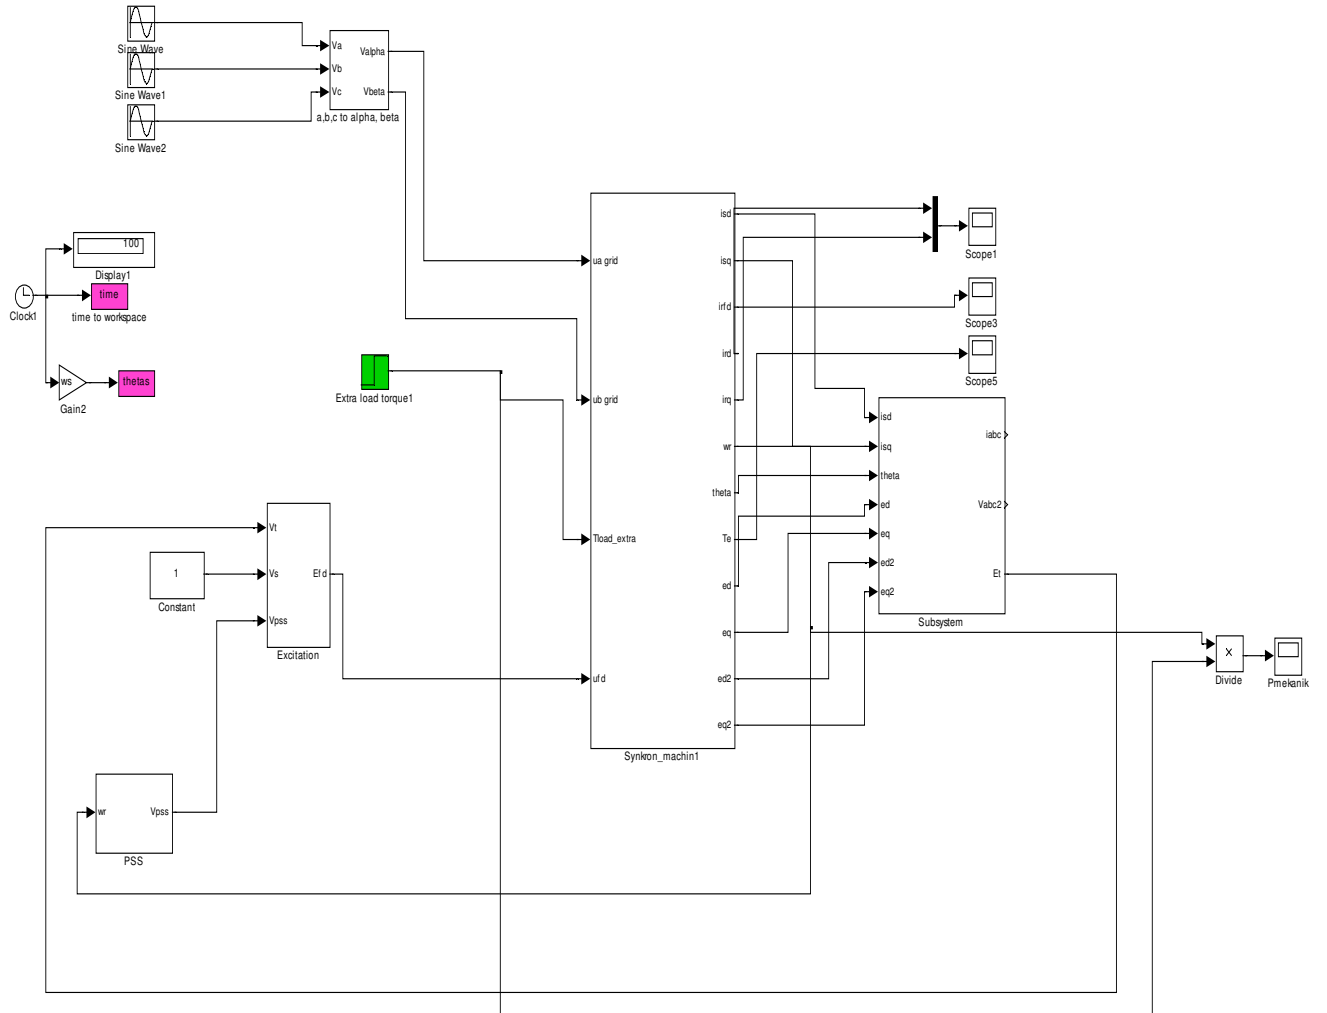 Sine Wave
Va
Valpha
Vb
Sine Wave1
Vc
Vbeta
a,b,c to alpha, beta
Sine Wave2
100
Display1
time
Clock1
time to workspace
ws
thetas
Gain2
Extra load torque1
isd
ua grid
isq
irfd
ird
ub grid
irq
wr
theta
Tload_extra
Te
ed
eq
ufd
ed2
eq2
Synkron_machin1
Scope1
Scope3
Scope5
isd
iabc
isq
theta
ed
Vabc2
eq
ed2
Et
eq2
Subsystem
Vt
1
Vs
Efd
Constant
Vpss
Excitation
X
Divide
Pmekanik
wr
Vpss
PSS